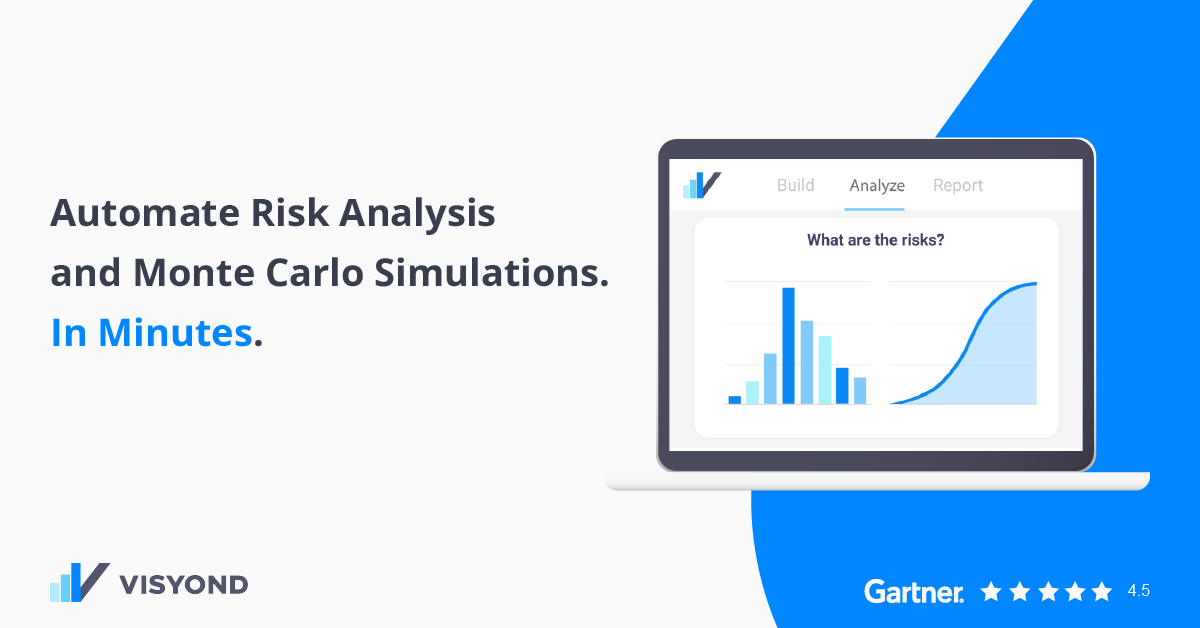 Automate Risk Analysis
and Monte Carlo Simulations.
In Minutes.
Build Analyze Report
What are the risks?
VISYOND
Gartner. 4.5